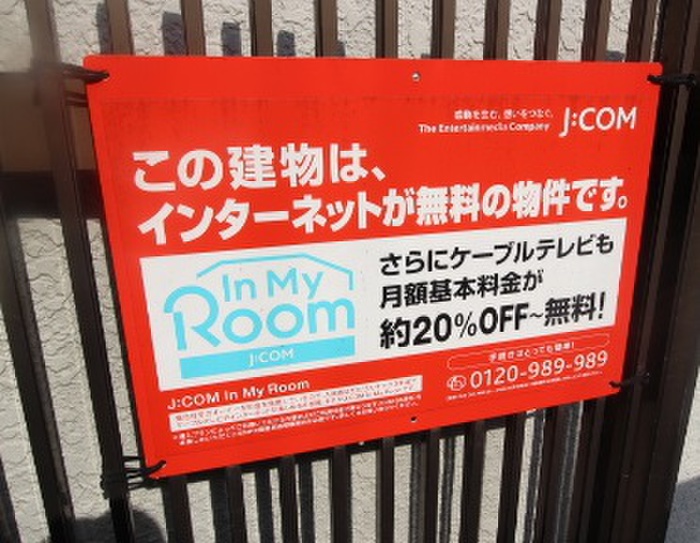 感動を生む。想いをつなぐ。
The Entertainmedia Company
J:COM
この建物は、
インターネットが無料の物件です。
In My
Room
J:COM
さらにケーブルテレビも
月額基本料金が
約20%OFF~無料!
手続きはとっても簡単!
0120-989-989
J:COM In My Room